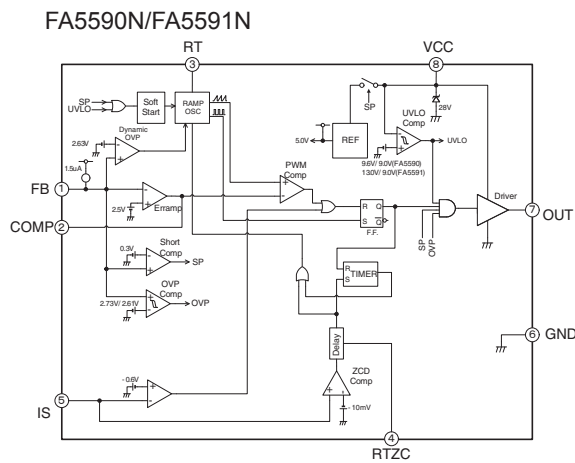 FA5590N/FA5591N
RT
3
VCC
8
SP
UVLO
Soft
Start
RAMP
OSC
SP
28V
2.63V
Dynamic
OVP
5.0V
REF
UVLO
Comp
UVLO
1.5uA
9.6V/ 9.0V(FA5590)
130V/ 9.0V(FA5591)
FB
1
PWM
Comp
Driver
2.5V
Erramp
R Q
S Q
F.F.
7
OUT
COMP
2
SP
OVP
0.3V
Short
Comp
SP
R
S
TIMER
OVP
Comp
2.73V/ 2.61V
OVP
6
GND
Delay
-0.6V
ZCD
Comp
5
IS
-10mV
4
RTZC